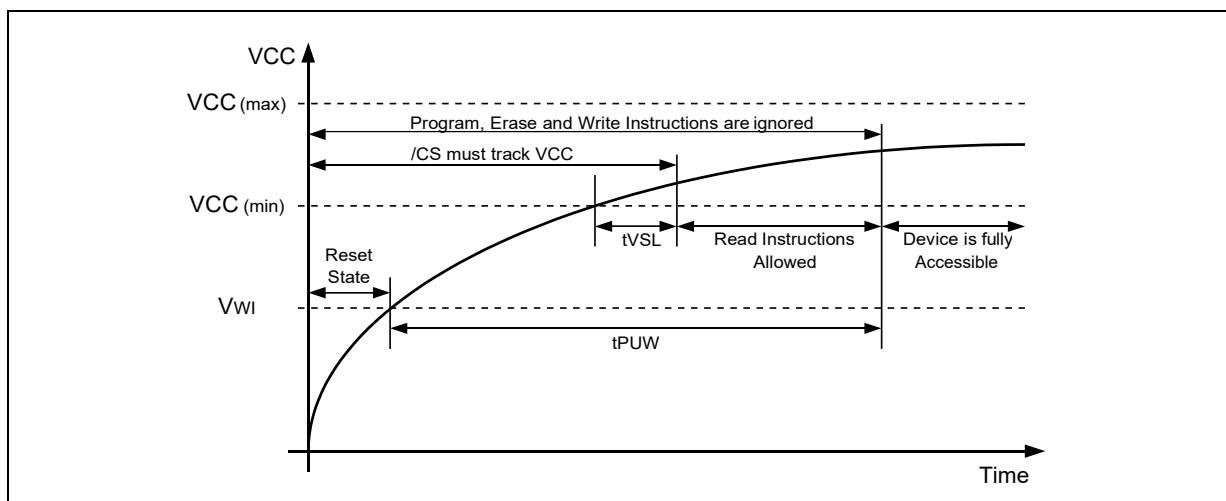 VCC
VCC (max)
Program, Erase and Write Instructions are ignored
/CS must track VCC
VCC (min)
tVSL
Read Instructions
Allowed
Device is fully
Accessible
Reset
State
VWI
tPUW
Time